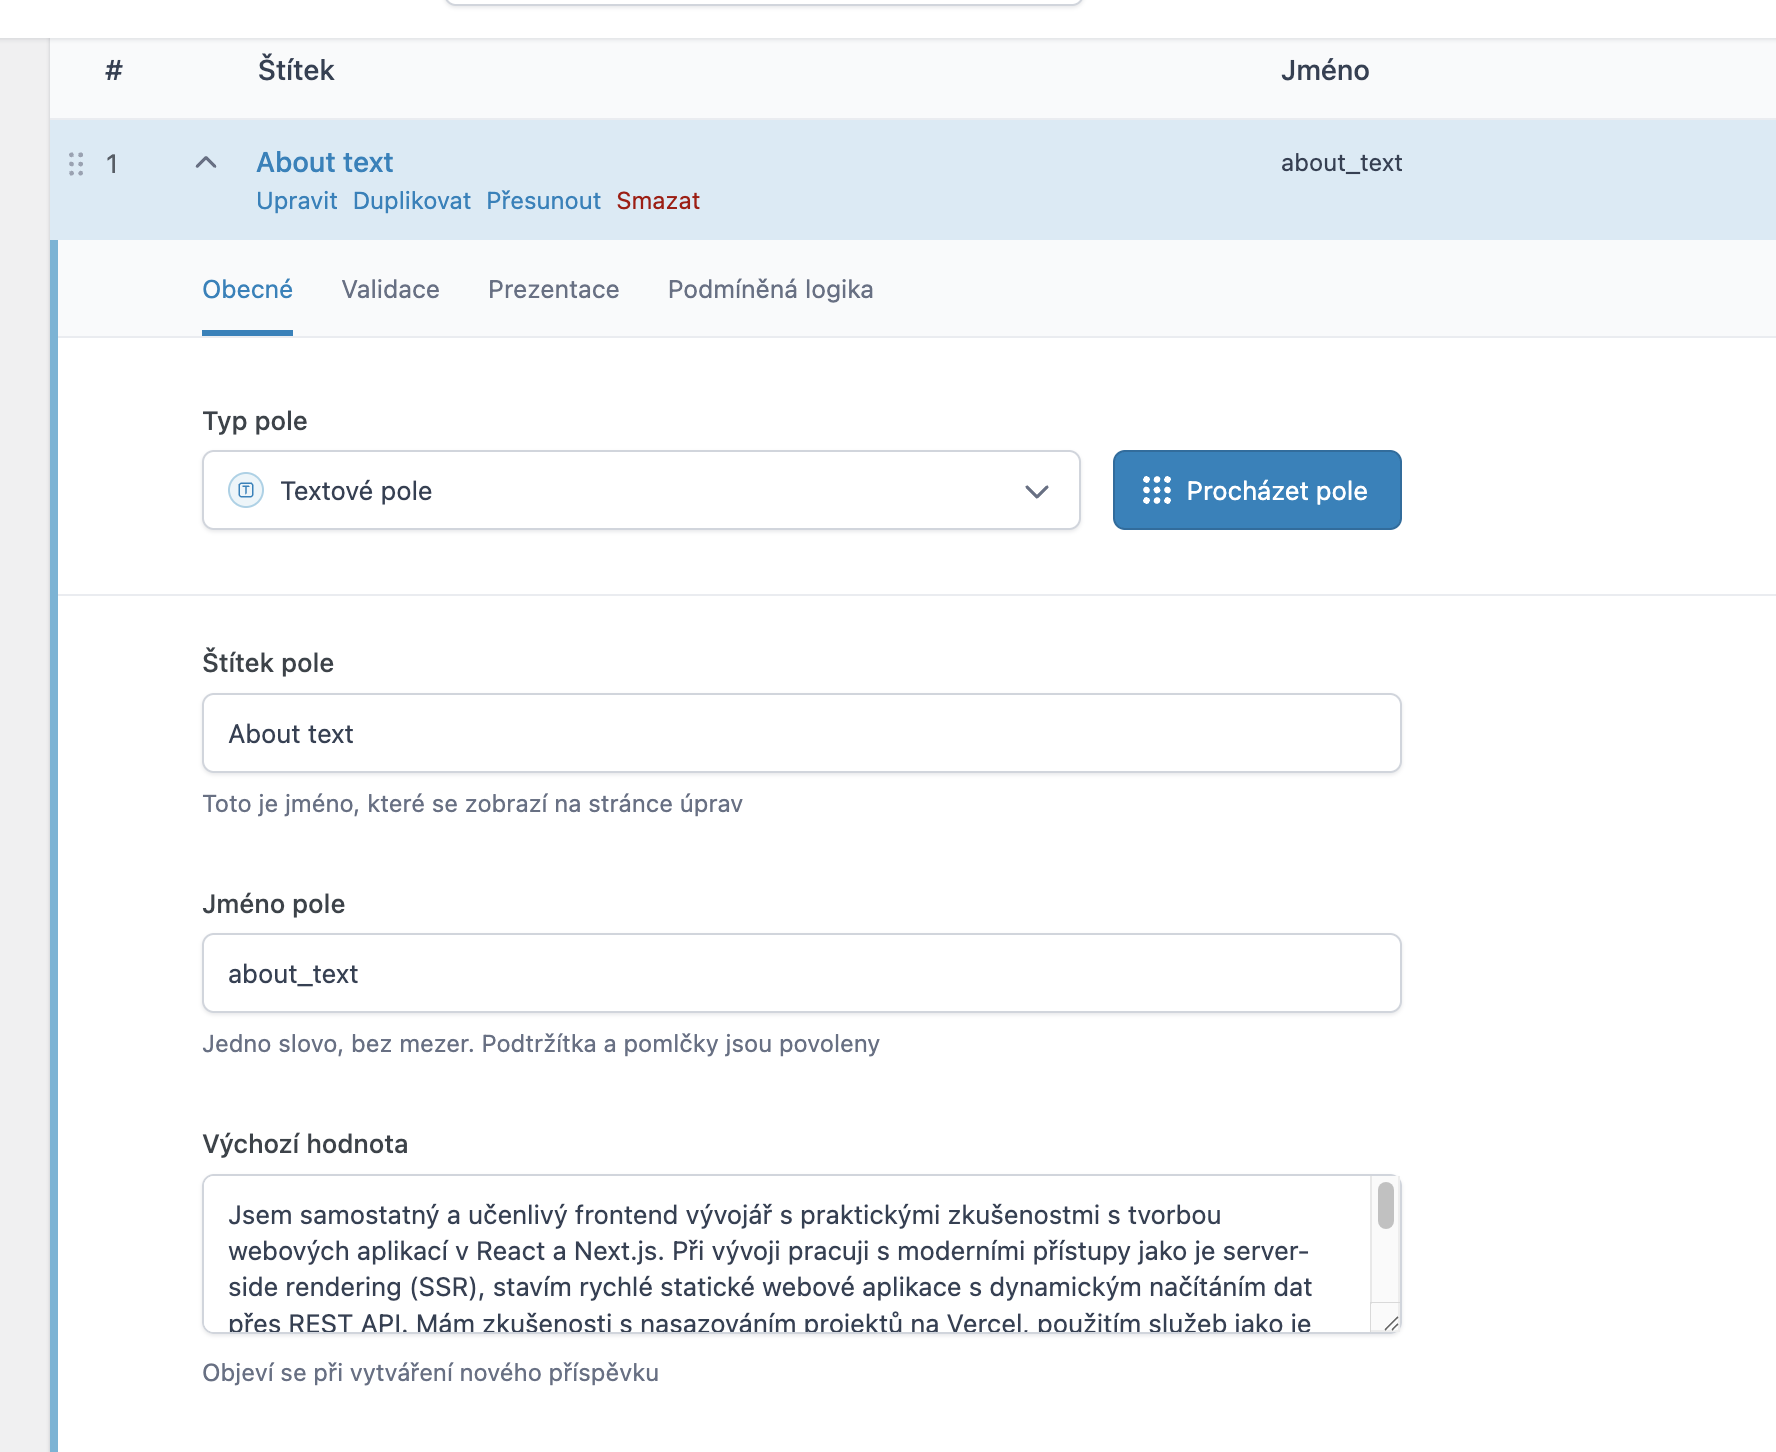 # Štítek Jméno
1 About text about_text
Upravit Duplikovat Přesunout Smazat
Obecné Validace Prezentace Podmíněná logika
Typ pole
Textové pole Procházet pole
Štítek pole
About text
Toto je jméno, které se zobrazí na stránce úprav
Jméno pole
about_text
Jedno slovo, bez mezer. Podtržítka a pomlčky jsou povoleny
Výchozí hodnota
Jsem samostatný a učenlivý frontend vývojář s praktickými zkušenostmi s tvorbou
webových aplikací v React a Next.js. Při vývoji pracuji s moderními přístupy jako je server-
side rendering (SSR), stavím rychlé statické webové aplikace s dynamickým načítáním dat
přes REST API. Mám zkušenosti s nasazováním projektů na Vercel, použitím služeb jako je
Objeví se při vytváření nového příspěvku